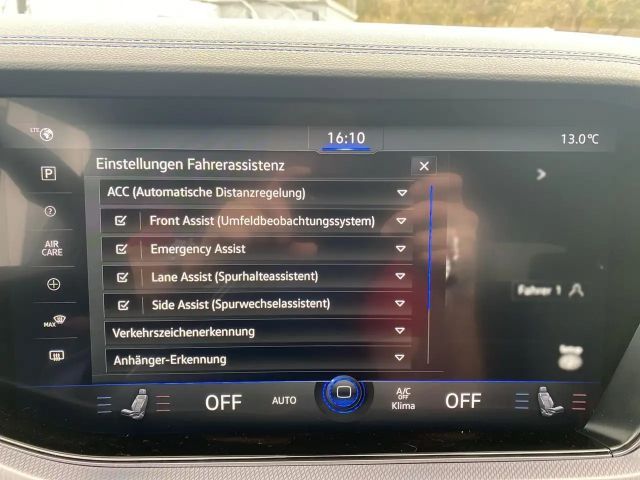 LTE
16:10
13.0°C
Einstellungen Fahrerassistenz
P
ACC (Automatische Distanzregelung)
Front Assist (Umfeldbeobachtungssystem)
AIR
CARE
Emergency Assist
Lane Assist (Spurhalteassistent)
Fahrer 1
Side Assist (Spurwechselassistent)
MAX
Verkehrszeichenerkennung
Anhänger-Erkennung
OFF
AUTO
A/C
OFF
Klima
OFF